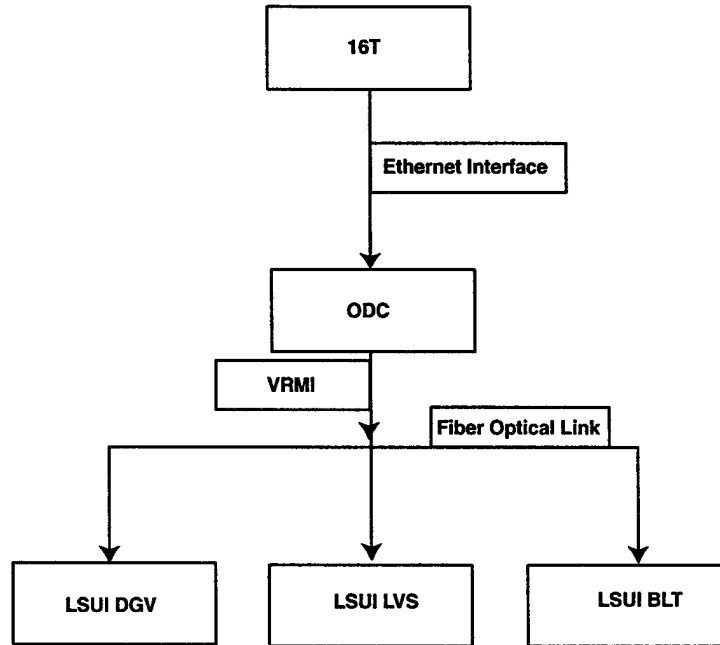 16T
Ethernet Interface
ODC
VRMI
Fiber Optical Link
LSUI DGV
LSUI LVS
LSUI BLT